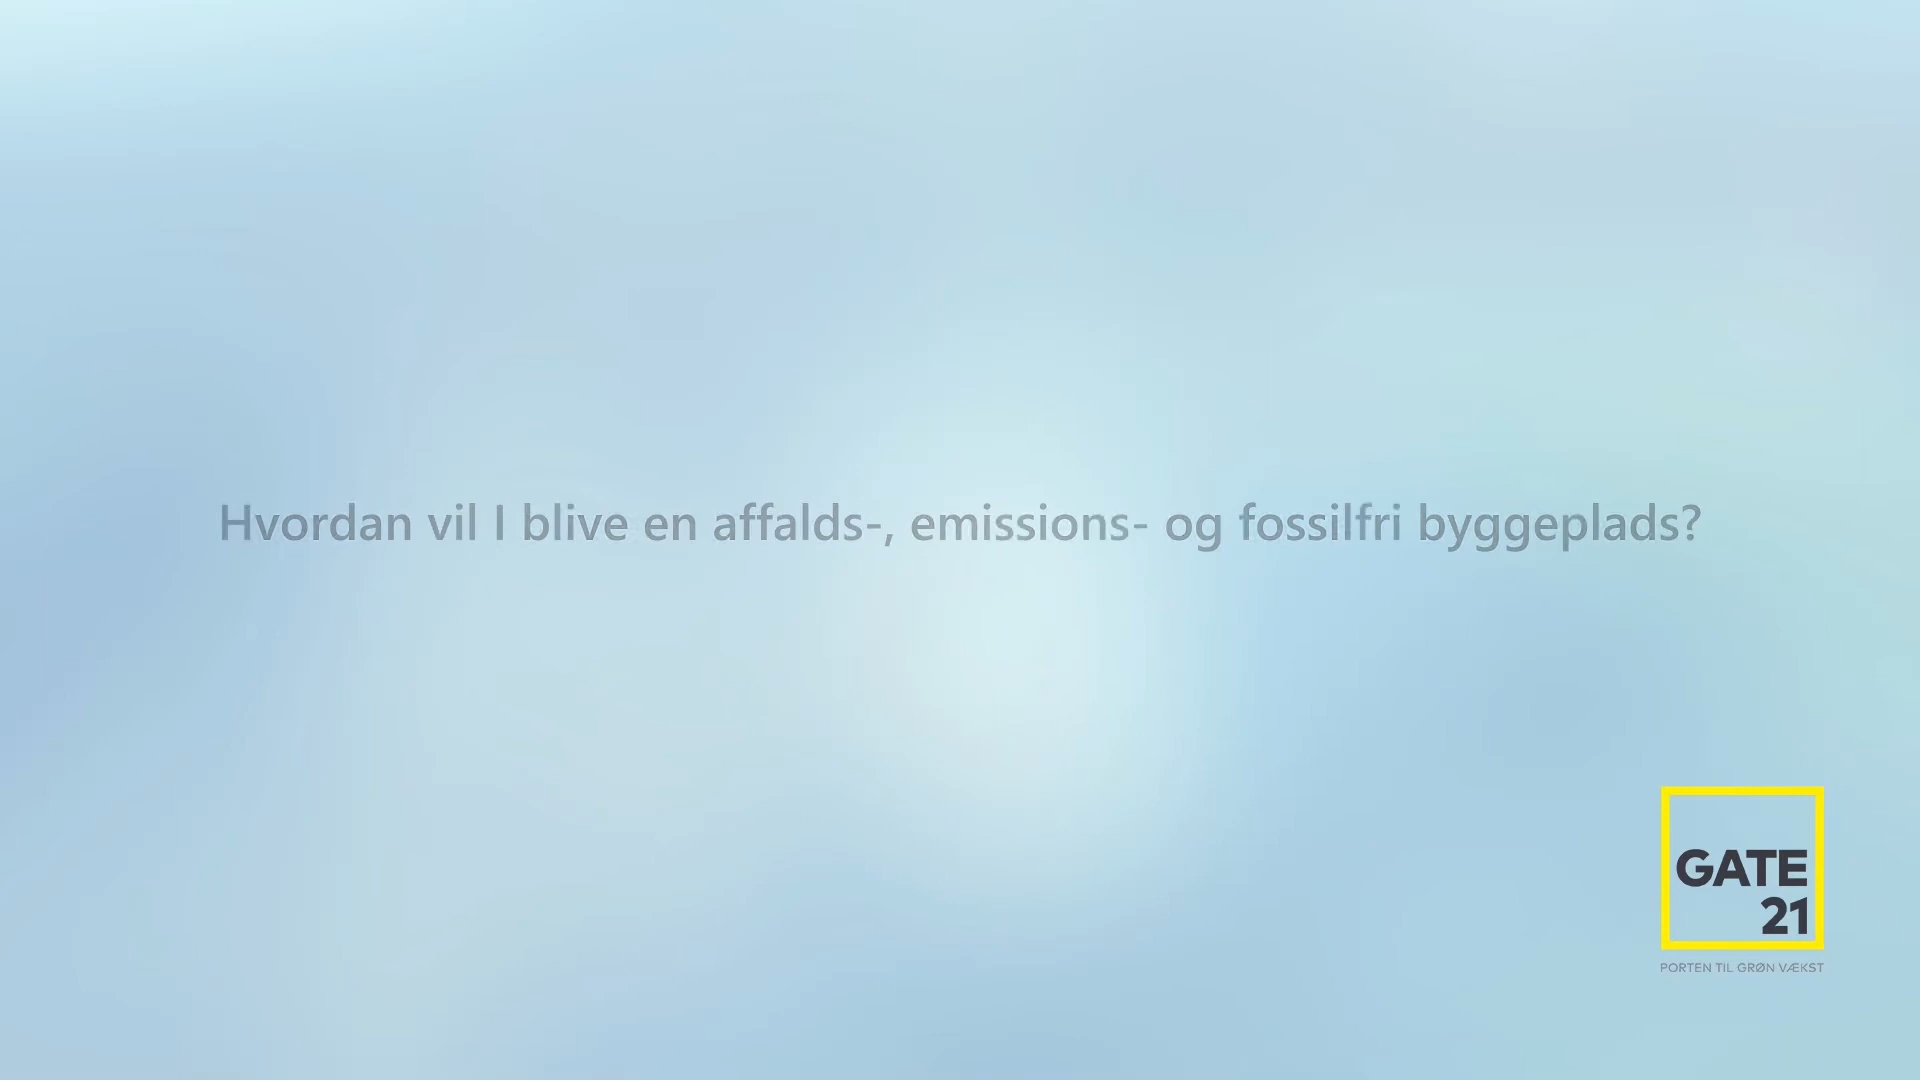 Hvordan vil I blive en affalds-, emissions- og fossilfri byggeplads?
GATE
21
PORTEN TIL GRØN VÆKST